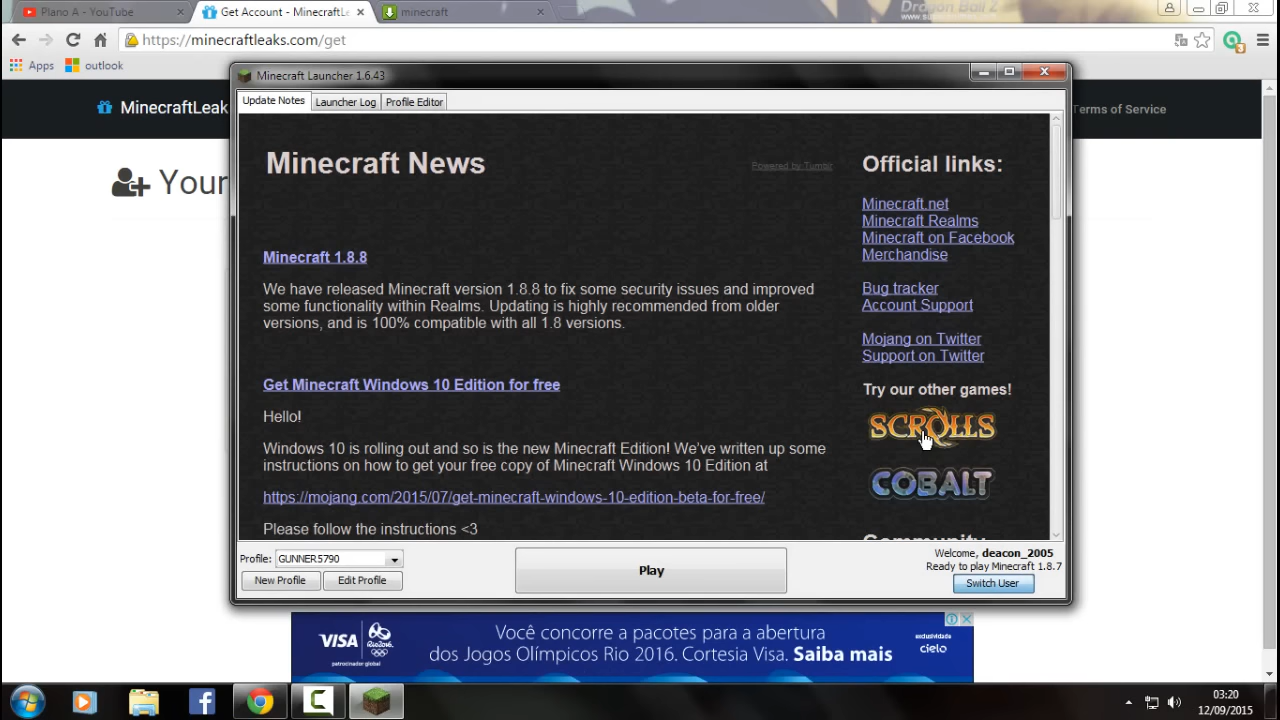 Plano A - YouTube
Get Account - MinecraftLe
minecraft
Dragon Ball Z
https://minecraftleaks.com/get
3
Apps
outlook
MinecraftLeak
Terms of Service
Your
Minecraft Launcher 1.6.43
Update Notes
Launcher Log
Profile Editor
Minecraft News
Powered by Tumblr
Minecraft 1.8.8
We have released Minecraft version 1.8.8 to fix some security issues and improved
some functionality within Realms. Updating is highly recommended from older
versions, and is 100% compatible with all 1.8 versions.
Get Minecraft Windows 10 Edition for free
Hello!
Windows 10 is rolling out and so is the new Minecraft Edition! We've written up some
instructions on how to get your free copy of Minecraft Windows 10 Edition at
https://mojang.com/2015/07/get-minecraft-windows-10-edition-beta-for-free/
Please follow the instructions <3
Official links:
Minecraft.net
Minecraft Realms
Minecraft on Facebook
Merchandise
Bug tracker
Account Support
Mojang on Twitter
Support on Twitter
Try our other games!
SCROLLS
COBALT
Community
Profile:
GUNNER5790
New Profile
Edit Profile
Play
Welcome, deacon_2005
Ready to play Minecraft 1.8.7
Switch User
VISA
Rio2016
patrocinador global
Você concorre a pacotes para a abertura
dos Jogos Olímpicos Rio 2016. Cortesia Visa. Saiba mais
exclusividade
cielo
03:20
12/09/2015